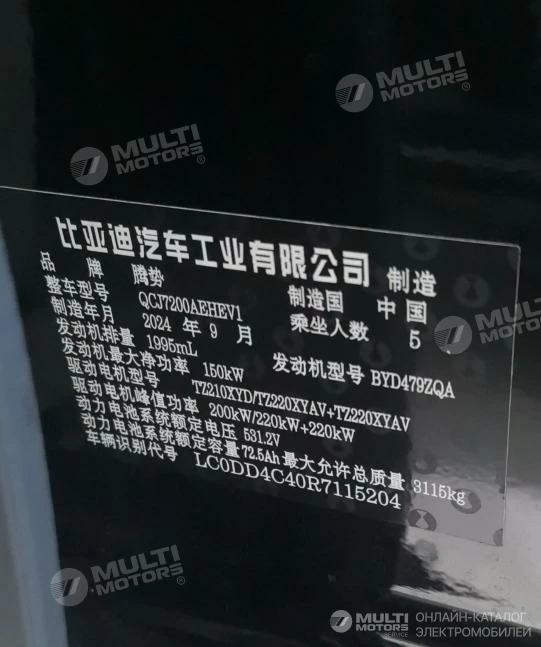 MULTI
MOTORS®
MULTI
MOTORS®
比亚迪汽车工业有限公司 制造
品牌 腾势 制造国 中国
整车型号 QCJ7200AEHEV1 乘坐人数 5
制造年月 2024 年 9 月
发动机排量 1995mL
发动机最大净功率 150kW 发动机型号 BYD479ZQA
驱动电机型号 TZ210XYD/TZ220XYAV+TZ220XYAV
驱动电机峰值功率 200kW/220kW+220kW
动力电池系统额定电压 531.2V
动力电池系统额定容量 72.5Ah 最大允许总质量 3115kg
车辆识别代号 LC0DD4C40R7115204
MULTI
MOTORS
MULTI
MOTORS®
MULTI
MOTORS
SERVICE
ОНЛАЙН-КАТАЛОГ
ЭЛЕКТРОМОБИЛЕЙ